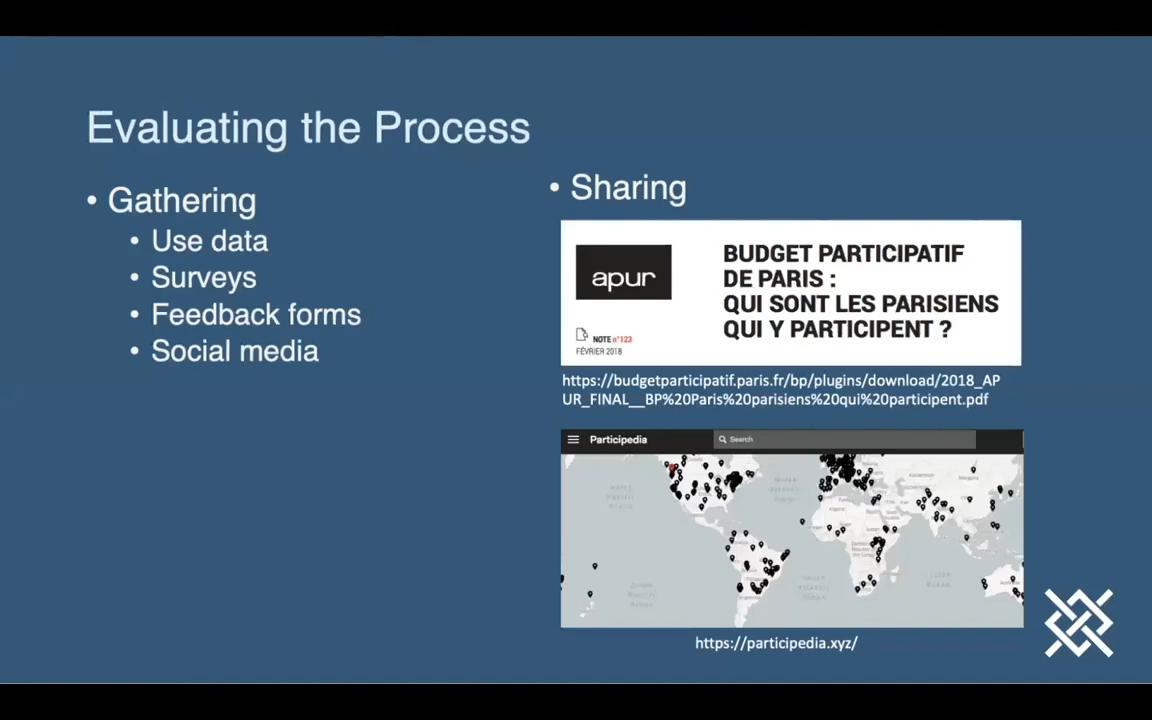 Evaluating the Process
• Gathering
• Use data
• Surveys
• Feedback forms
• Social media
• Sharing
apur
BUDGET PARTICIPATIF
DE PARIS :
QUI SONT LES PARISIENS
QUI Y PARTICIPENT ?
NOTE n°123
FÉVRIER 2018
https://budgetparticipatif.paris.fr/bp/plugins/download/2018_AP
UR_FINAL__BP%20Paris%20parisiens%20qui%20participent.pdf
Participedia
Search
https://participedia.xyz/